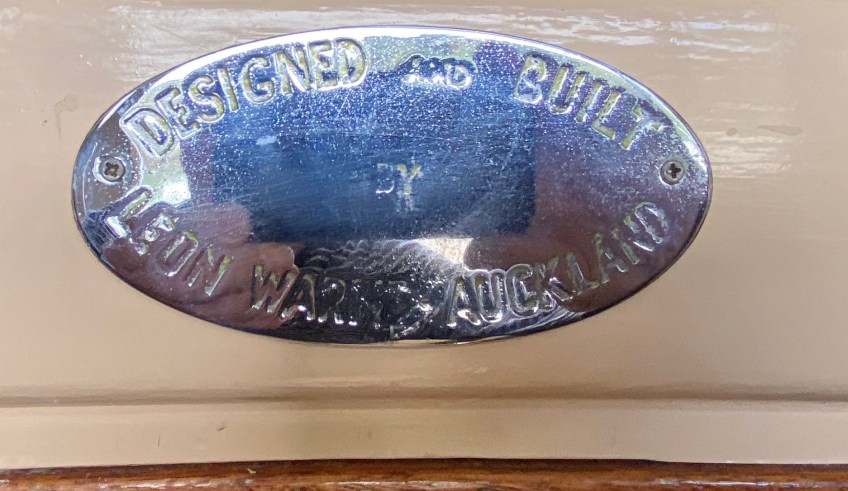 DESIGNED AND BUILT
BY
LEON WARNE AUCKLAND